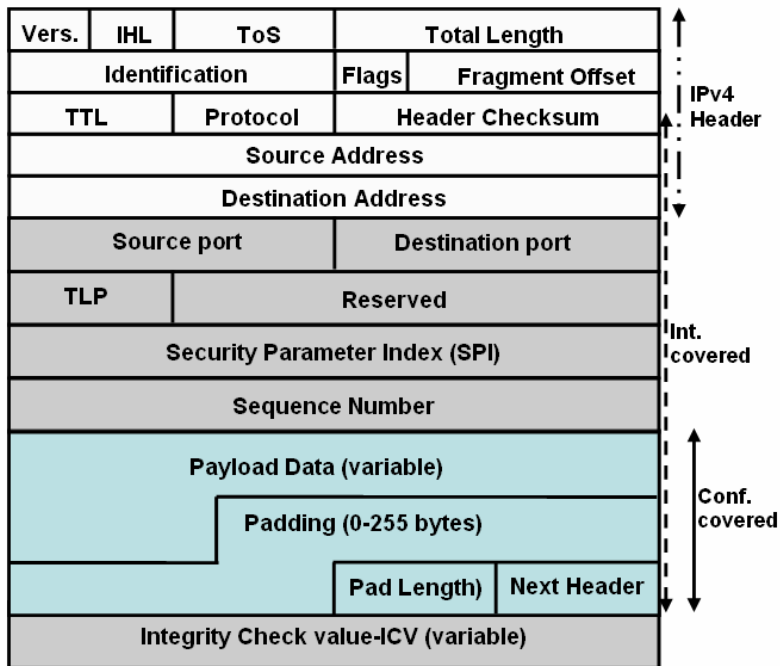 Vers. IHL ToS Total Length
Identification Flags Fragment Offset
IPv4
Header
TTL Protocol Header Checksum
Source Address
Destination Address
Source port Destination port
TLP Reserved
Int.
covered
Security Parameter Index (SPI)
Sequence Number
Payload Data (variable)
Conf.
covered
Padding (0-255 bytes)
Pad Length) Next Header
Integrity Check value-ICV (variable)